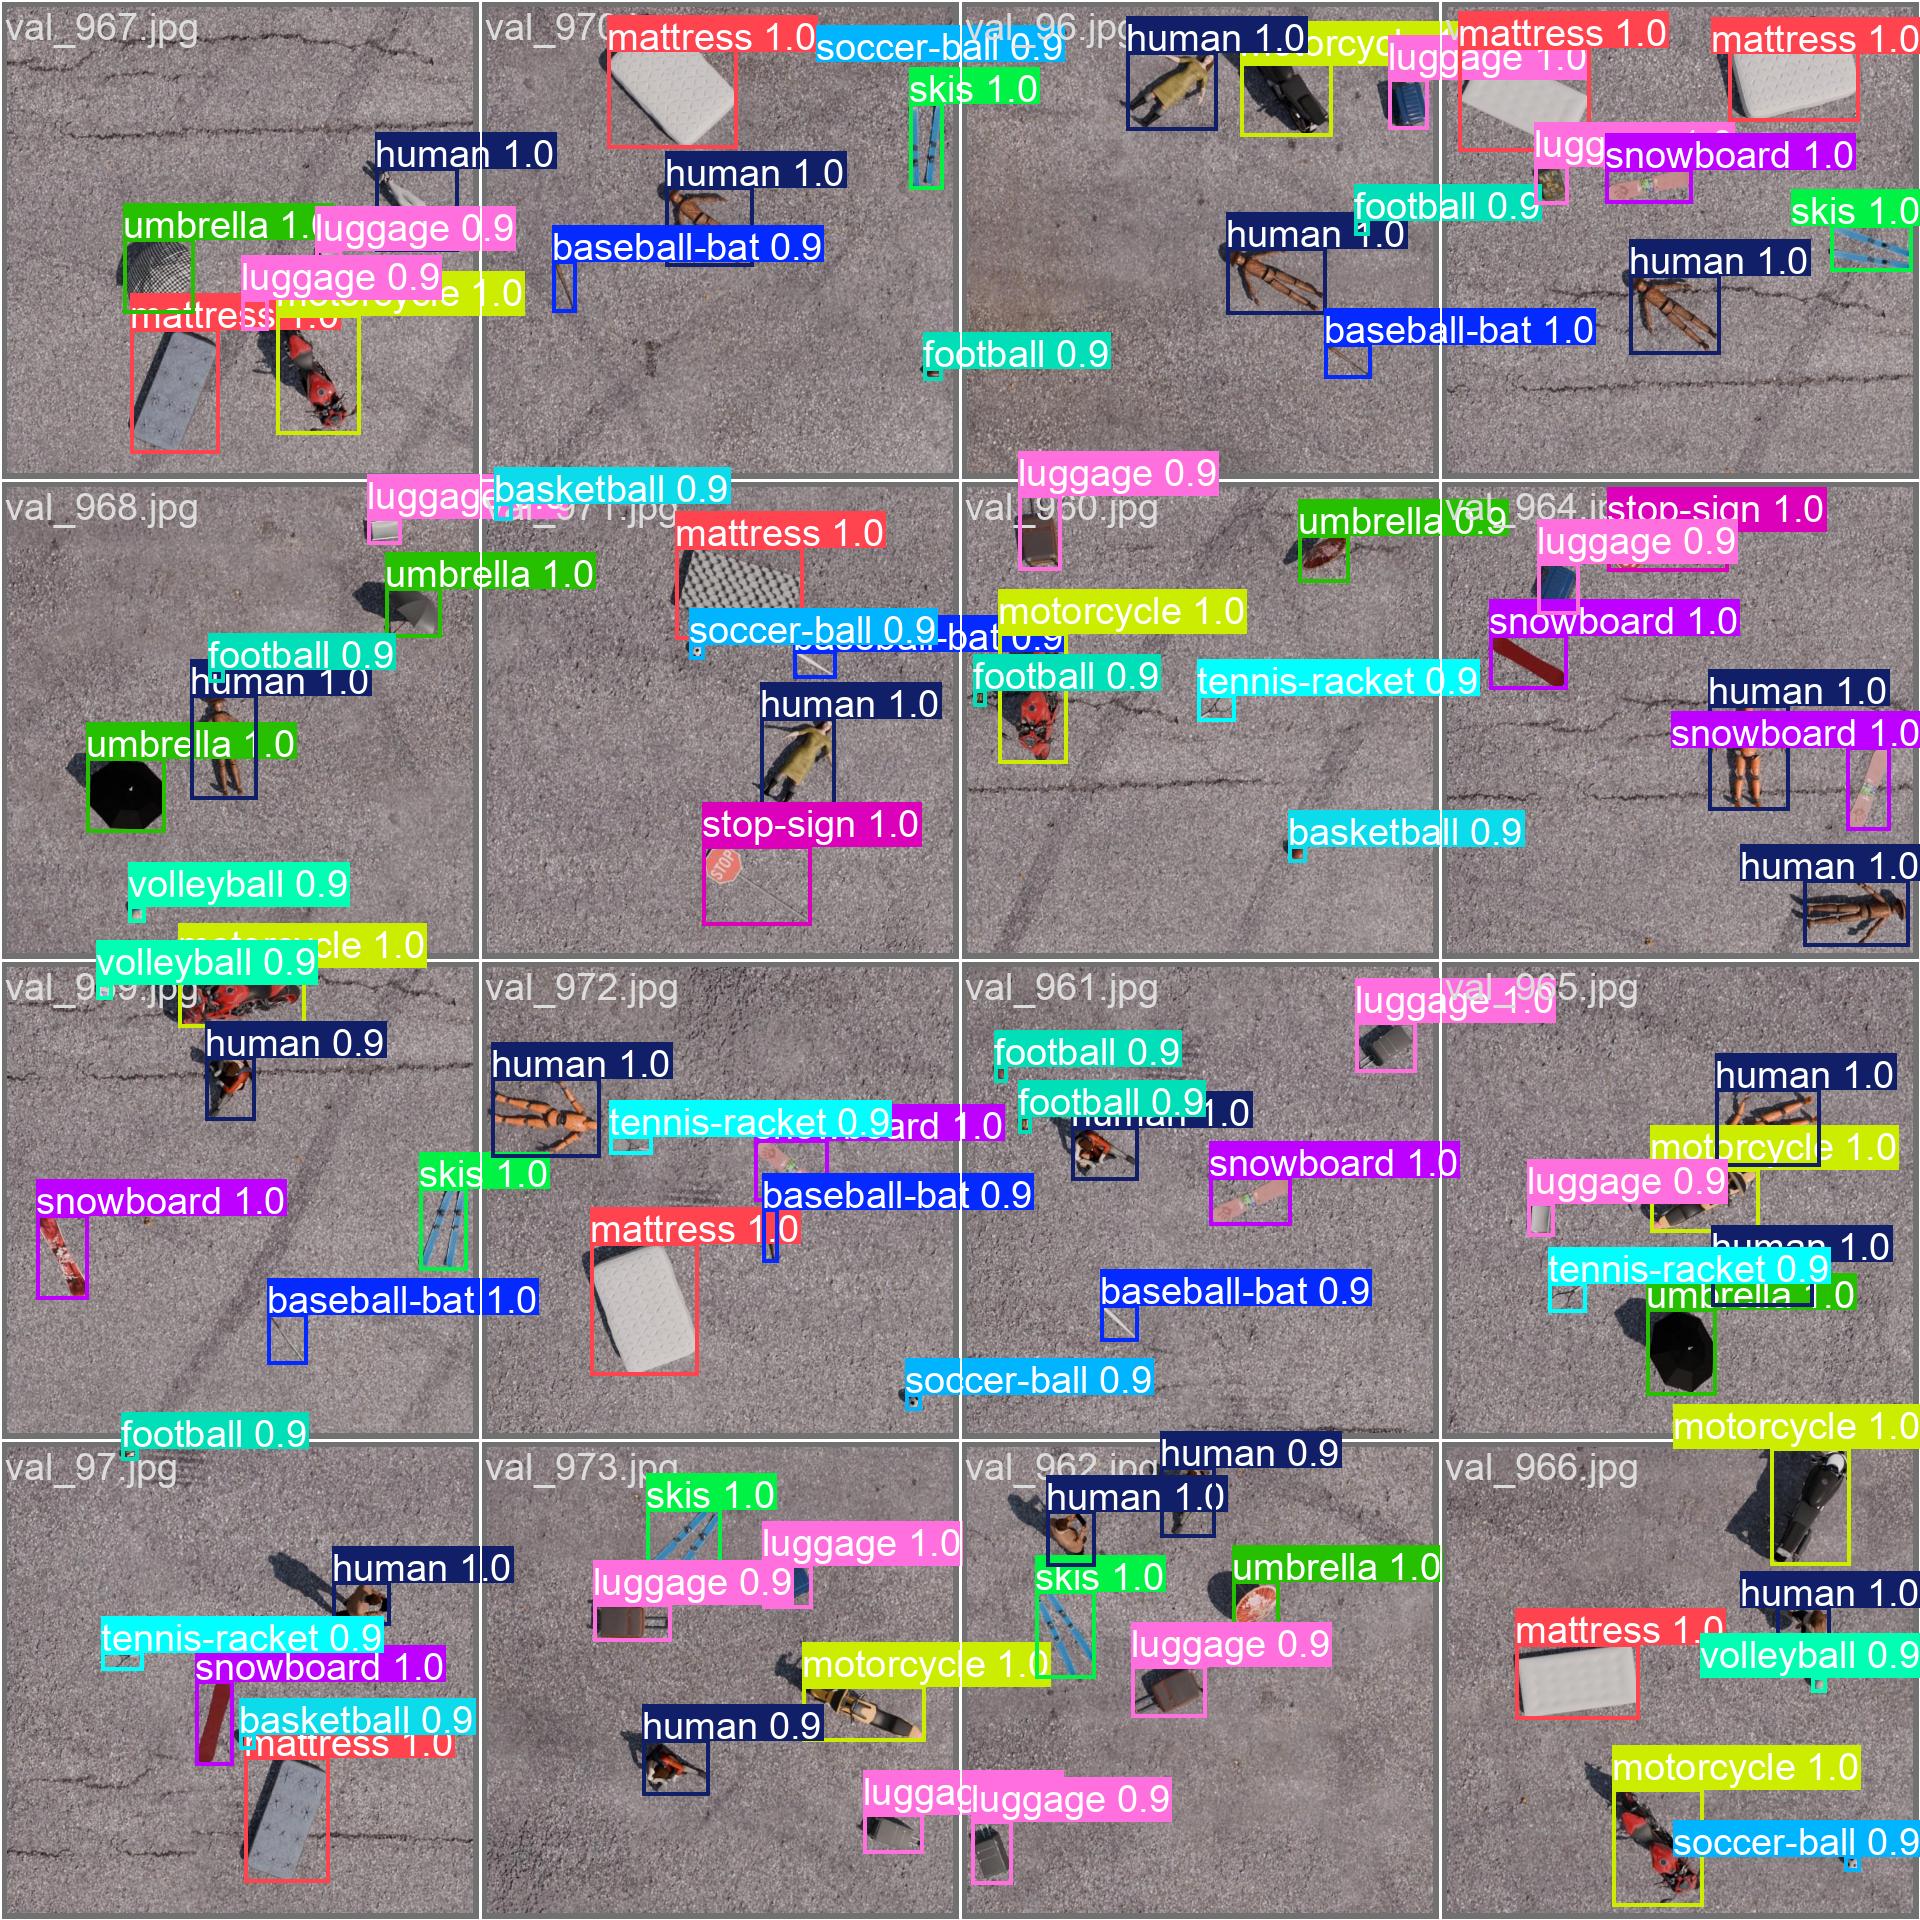 val_967.jpg
human 1.0
umbrella 1.0
luggage 0.9
luggage 0.9
motorcycle 1.0
mattress 1.0
mattress 1.0
soccer-ball 0.9
skis 1.0
human 1.0
baseball-bat 0.9
football 0.9
val_96.jpg
human 1.0
luggage 1.0
football 0.9
human 1.0
baseball-bat 1.0
mattress 1.0
mattress 1.0
snowboard 1.0
skis 1.0
human 1.0
val_968.jpg
luggage
umbrella 1.0
football 0.9
human 1.0
umbrella 1.0
volleyball 0.9
motorcycle 1.0
basketball 0.9
mattress 1.0
soccer-ball 0.9
baseball-bat 0.9
human 1.0
stop-sign 1.0
STOP
luggage 0.9
val_960.jpg
umbrella 0.9
motorcycle 1.0
football 0.9
tennis-racket 0.9
basketball 0.9
val_964.jpg
stop-sign 1.0
luggage 0.9
snowboard 1.0
human 1.0
snowboard 1.0
human 1.0
volleyball 0.9
human 0.9
skis 1.0
snowboard 1.0
baseball-bat 1.0
football 0.9
val_972.jpg
human 1.0
tennis-racket 0.9
snowboard 1.0
baseball-bat 0.9
mattress 1.0
soccer-ball 0.9
val_961.jpg
luggage 1.0
football 0.9
football 0.9
human 1.0
snowboard 1.0
baseball-bat 0.9
val_965.jpg
human 1.0
motorcycle 1.0
luggage 0.9
human 1.0
tennis-racket 0.9
umbrella 1.0
motorcycle 1.0
val_97.jpg
human 1.0
tennis-racket 0.9
snowboard 1.0
basketball 0.9
mattress 1.0
val_973.jpg
skis 1.0
luggage 1.0
luggage 0.9
motorcycle 1.0
human 0.9
val_962.jpg
human 0.9
human 1.0
skis 1.0
umbrella 1.0
luggage 0.9
luggage 0.9
val_966.jpg
human 1.0
mattress 1.0
volleyball 0.9
motorcycle 1.0
soccer-ball 0.9